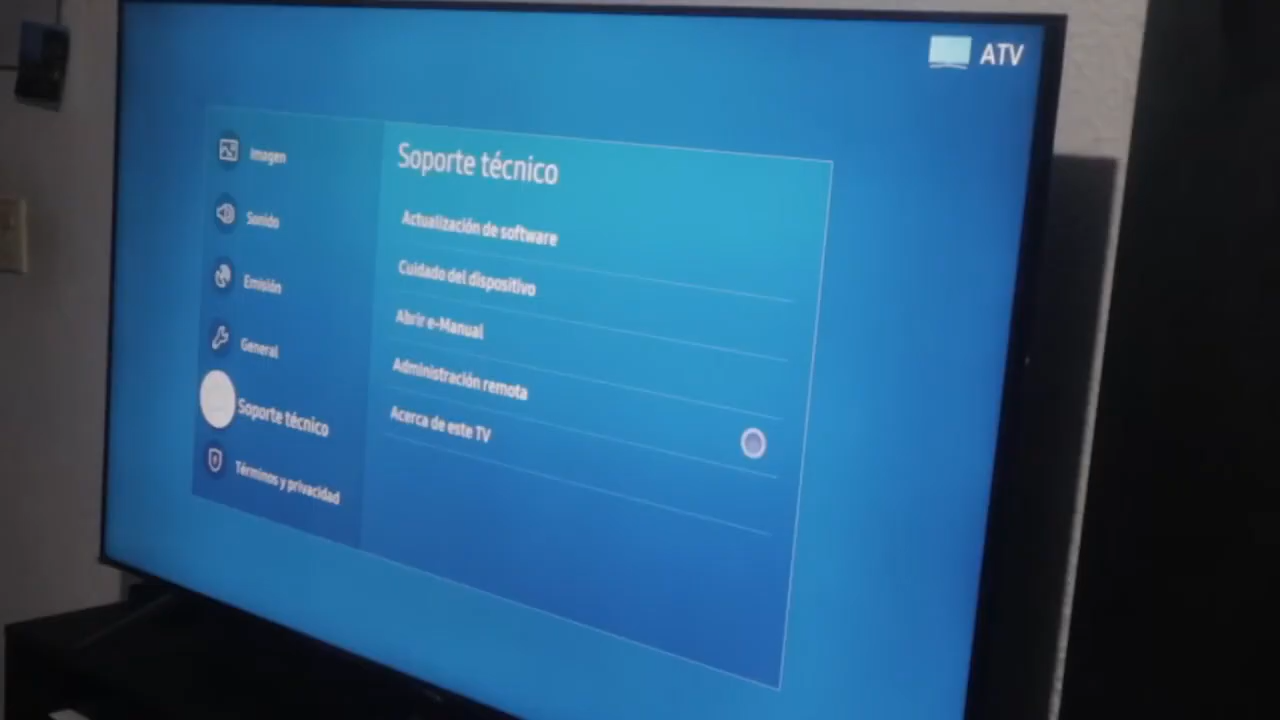 ATV
Imagen
Sonido
Emisión
General
Soporte técnico
Términos y privacidad
Soporte técnico
Actualización de software
Cuidado del dispositivo
Abrir e-Manual
Administración remota
Acerca de este TV